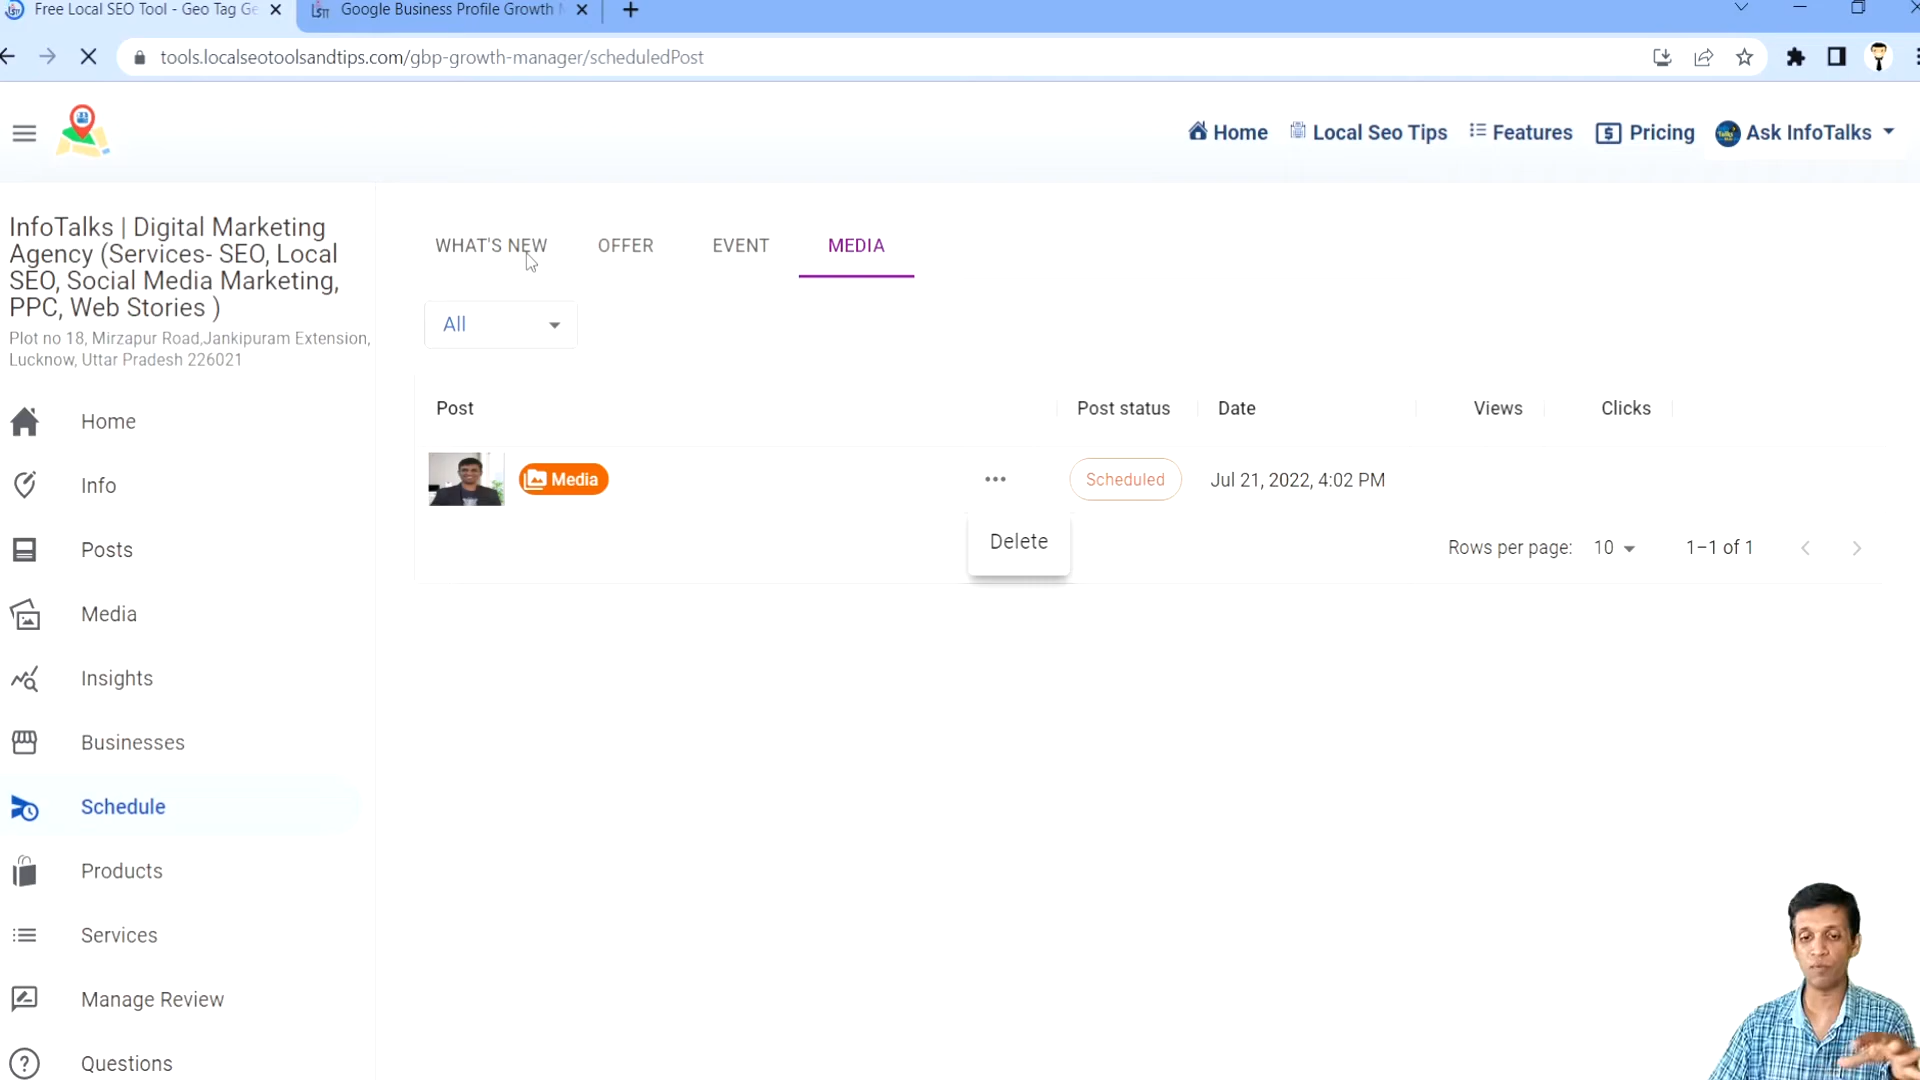 Free Local SEO Tool - Geo Tag Ge
Google Business Profile Growth
tools.localseotoolsandtips.com/gbp-growth-manager/scheduledPost
Home
Local Seo Tips
Features
Pricing
Ask InfoTalks
InfoTalks | Digital Marketing
Agency (Services- SEO, Local
SEO, Social Media Marketing,
PPC, Web Stories )
Plot no 18, Mirzapur Road,Jankipuram Extension,
Lucknow, Uttar Pradesh 226021
Home
Info
Posts
Media
Insights
Businesses
Schedule
Products
Services
Manage Review
Questions
WHAT'S NEW
OFFER
EVENT
MEDIA
All
Post
Post status
Date
Views
Clicks
Media
Scheduled
Jul 21, 2022, 4:02 PM
Delete
Rows per page:
10
1–1 of 1